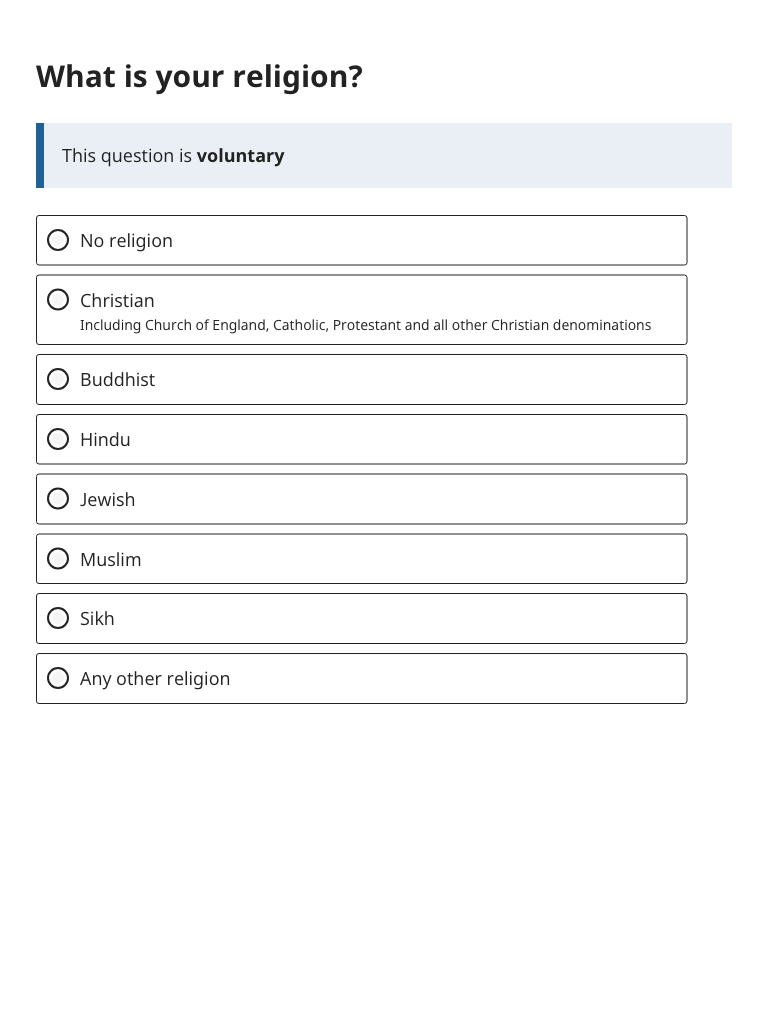 What is your religion?
This question is voluntary
No religion
Christian
Including Church of England, Catholic, Protestant and all other Christian denominations
Buddhist
Hindu
Jewish
Muslim
Sikh
Any other religion